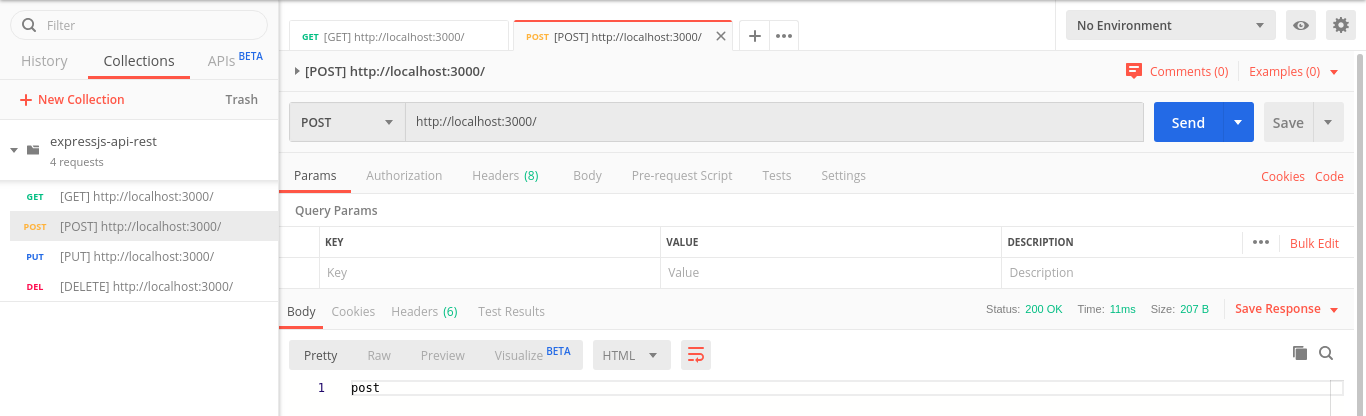 Filter
History Collections APIs BETA
New Collection Trash
expressjs-api-rest
4 requests
GET [GET] http://localhost:3000/
POST [POST] http://localhost:3000/
PUT [PUT] http://localhost:3000/
DEL [DELETE] http://localhost:3000/
GET [GET] http://localhost:3000/ POST [POST] http://localhost:3000/
No Environment
[POST] http://localhost:3000/ Comments (0) Examples (0)
POST http://localhost:3000/ Send Save
Params Authorization Headers (8) Body Pre-request Script Tests Settings Cookies Code
Query Params
KEY VALUE DESCRIPTION Bulk Edit
Key Value Description
Body Cookies Headers (6) Test Results Status: 200 OK Time: 11ms Size: 207 B Save Response
Pretty Raw Preview Visualize BETA HTML
1 post